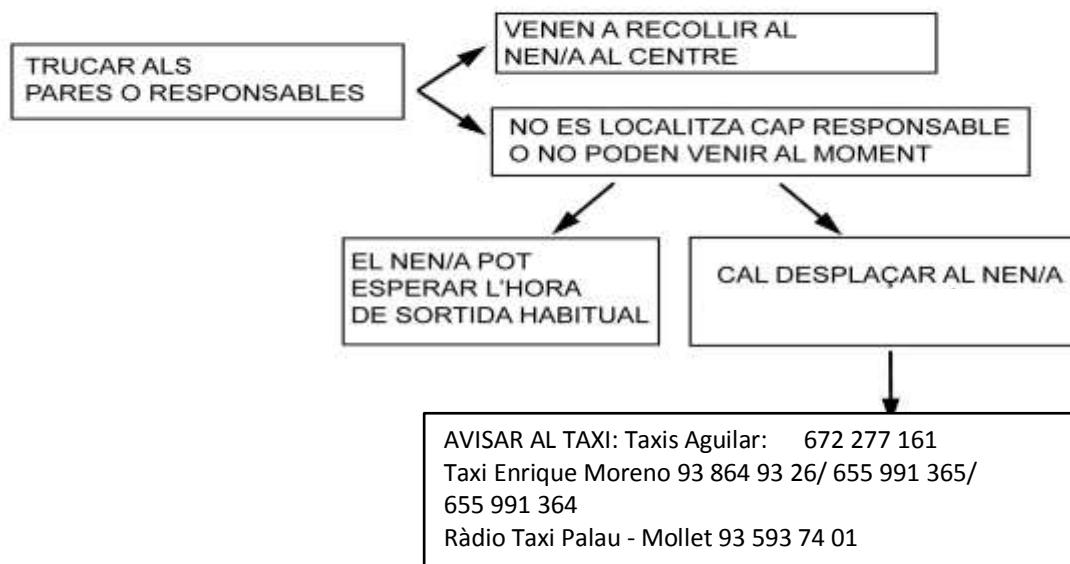 TRUCAR ALS
PARES O RESPONSABLES
VENEN A RECOLLIR AL
NEN/A AL CENTRE
NO ES LOCALITZA CAP RESPONSABLE
O NO PODEN VENIR AL MOMENT
EL NEN/A POT
ESPERAR L'HORA
DE SORTIDA HABITUAL
CAL DESPLAÇAR AL NEN/A
AVISAR AL TAXI: Taxis Aguilar: 672 277 161
Taxi Enrique Moreno 93 864 93 26/ 655 991 365/
655 991 364
Ràdio Taxi Palau - Mollet 93 593 74 01